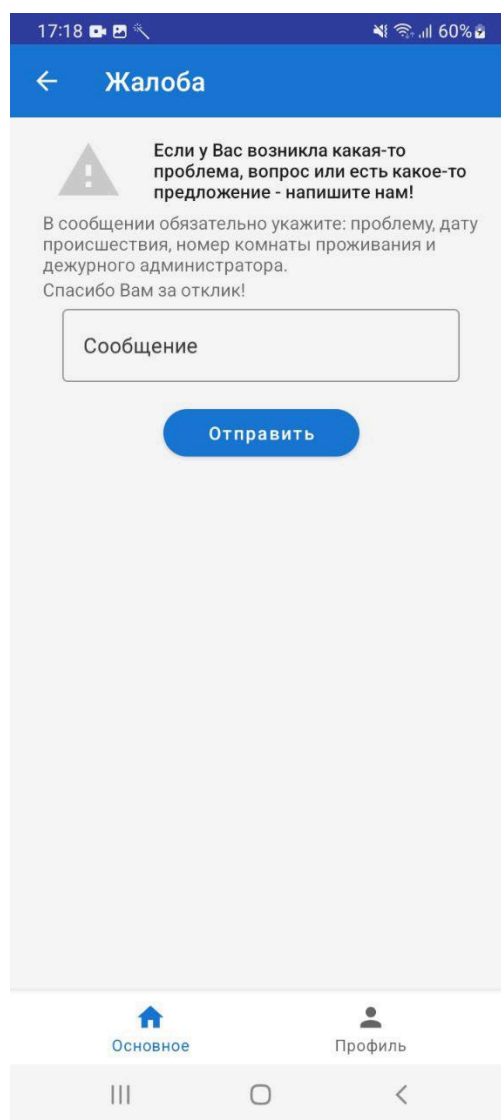 17:18 60%
Жалоба
Если у Вас возникла какая-то
проблема, вопрос или есть какое-то
предложение - напишите нам!
В сообщении обязательно укажите: проблему, дату
происшествия, номер комнаты проживания и
дежурного администратора.
Спасибо Вам за отклик!
Сообщение
Отправить
Основное Профиль